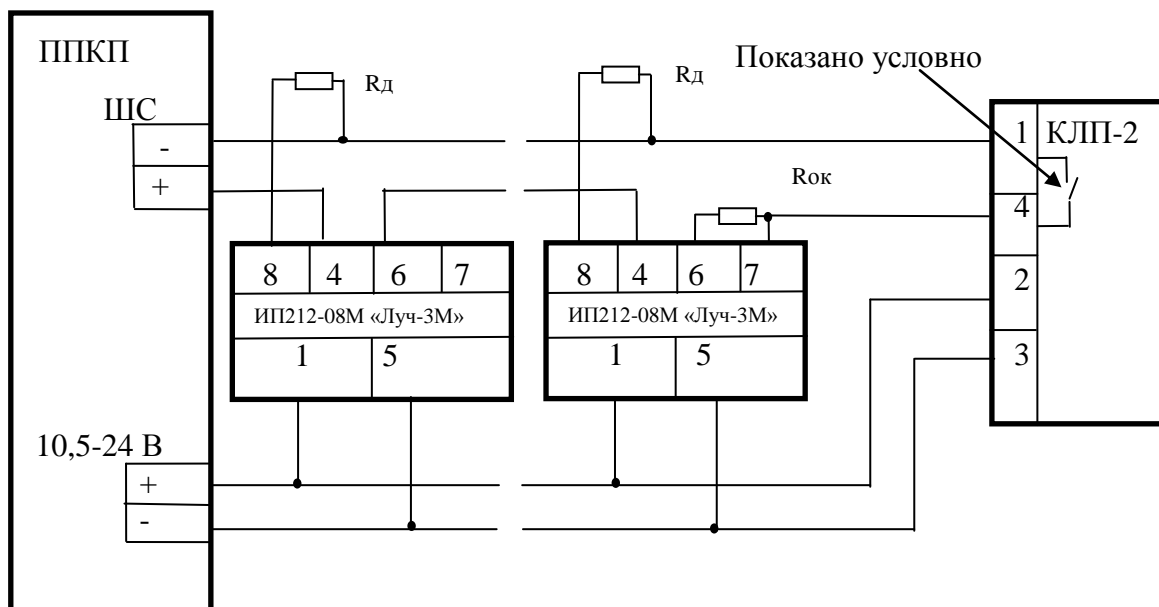 ППКП
Показано условно
Rд
Rд
ШС
-
+
1
КЛП-2
Rок
4
8
4
6
7
8
4
6
7
2
ИП212-08М «Луч-3М»
ИП212-08М «Луч-3М»
1
5
1
5
3
10,5-24 В
+
-